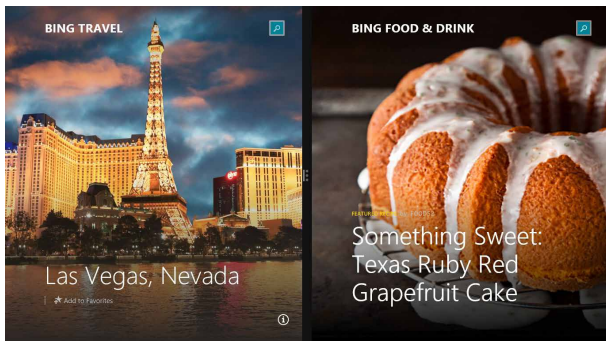 BING TRAVEL
Las Vegas, Nevada
Add to Favorites
BING FOOD & DRINK
Something Sweet:
Texas Ruby Red
Grapefruit Cake